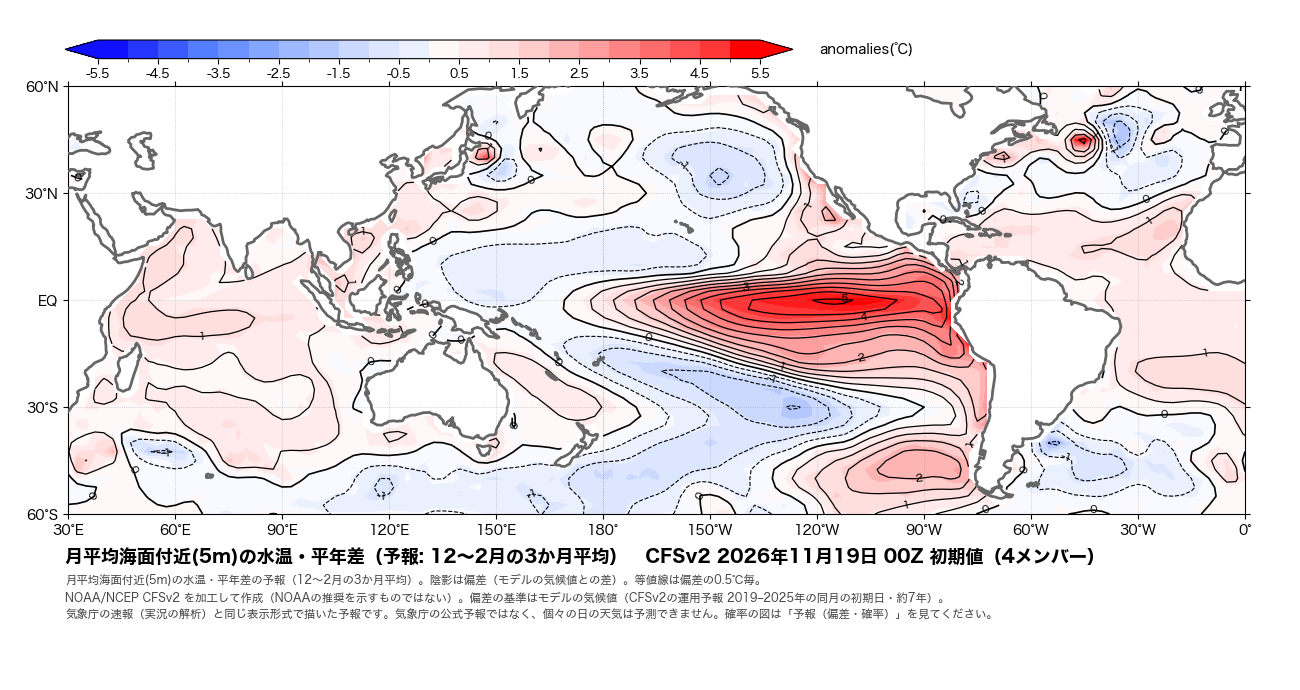 anomalies(℃)
-5.5 -4.5 -3.5 -2.5 -1.5 -0.5 0.5 1.5 2.5 3.5 4.5 5.5
60°N
30°N
EQ
30°S
60°S
30°E 60°E 90°E 120°E 150°E 180° 150°W 120°W 90°W 60°W 30°W 0°
月平均海面付近(5m)の水温・平年差（予報: 12〜2月の3か月平均） CFSv2 2026年11月19日 00Z 初期値（4メンバー）
月平均海面付近(5m)の水温・平年差の予報（12〜2月の3か月平均）。陰影は偏差（モデルの気候値との差）。等値線は偏差の0.5℃毎。
NOAA/NCEP CFSv2 を加工して作成（NOAAの推奨を示すものではない）。偏差の基準はモデルの気候値（CFSv2の運用予報 2019–2025年の同月の初期日・約7年）。
気象庁の速報（実況の解析）と同じ表示形式で描いた予報です。気象庁の公式予報ではなく、個々の日の天気は予測できません。確率の図は「予報（偏差・確率）」を見てください。